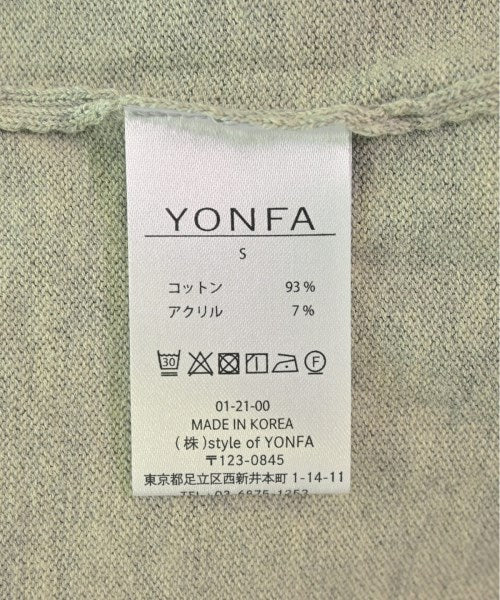 YONFA
S
コットン 93%
アクリル 7%
30
F
01-21-00
MADE IN KOREA
(株)style of YONFA
〒123-0845
東京都足立区西新井本町1-14-11